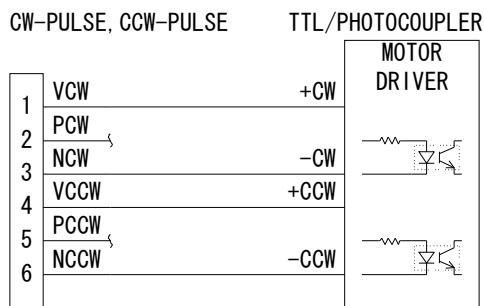 CW-PULSE, CCW-PULSE TTL/PHOTOCOUPLER
MOTOR
DRIVER
1 VCW +CW
2 PCW
3 NCW -CW
4 VCCW +CCW
5 PCCW
6 NCCW -CCW